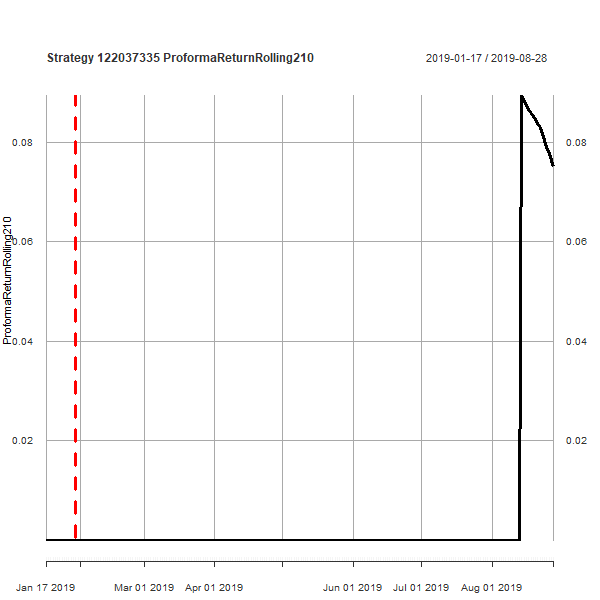 Strategy 122037335 ProformaReturnRolling210
2019-01-17 / 2019-08-28
0.08 0.08
0.06 0.06
0.04 0.04
0.02 0.02
ProformaReturnRolling210
Jan 17 2019 Mar 01 2019 Apr 01 2019 Jun 01 2019 Jul 01 2019 Aug 01 2019